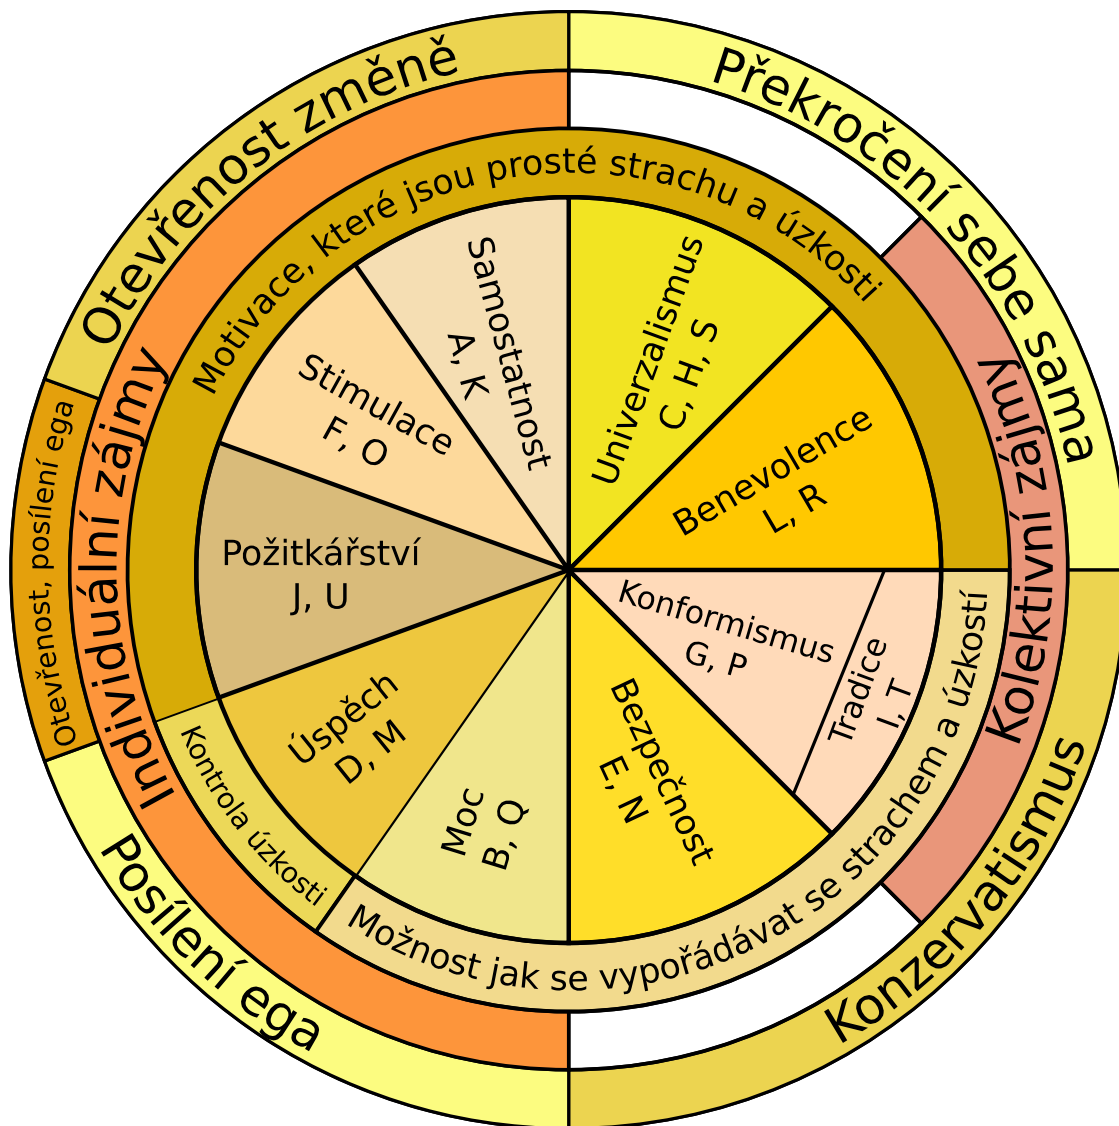 Otevřenost změně
Překročení sebe sama
Otevřenost, posílení ega
Individuální zájmy
Kolektivní zájmy
Posílení ega
Konzervatismus
Motivace, které jsou prosté strachu a úzkosti
Kontrola úzkosti
Možnost jak se vypořádávat se strachem a úzkostí
Samostatnost
A, K
Univerzalismus
C, H, S
Stimulace
F, O
Benevolence
L, R
Požitkářství
J, U
Konformismus
G, P
Tradice
I, T
Úspěch
D, M
Moc
B, Q
Bezpečnost
E, N